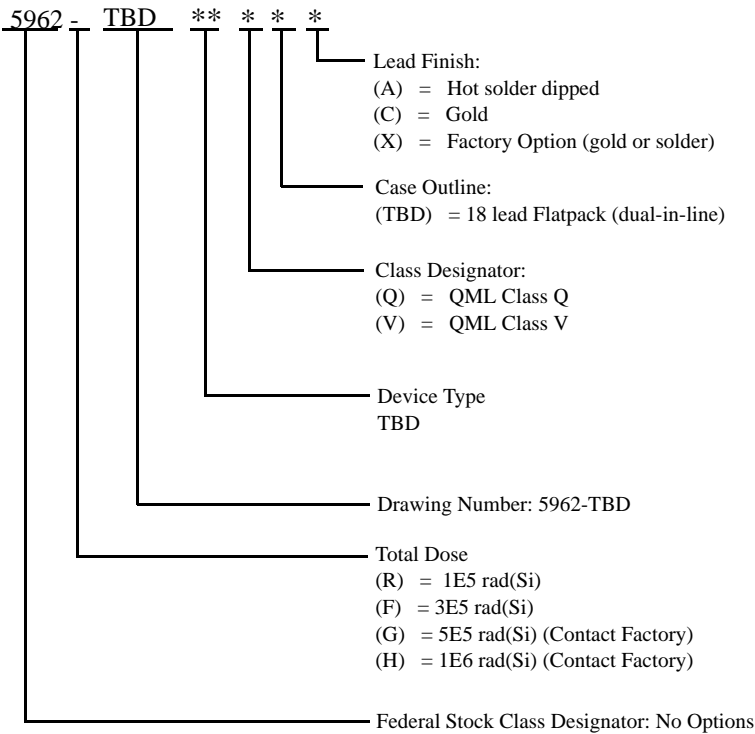 5962 - TBD ** * * *
Lead Finish:
(A) = Hot solder dipped
(C) = Gold
(X) = Factory Option (gold or solder)
Case Outline:
(TBD) = 18 lead Flatpack (dual-in-line)
Class Designator:
(Q) = QML Class Q
(V) = QML Class V
Device Type
TBD
Drawing Number: 5962-TBD
Total Dose
(R) = 1E5 rad(Si)
(F) = 3E5 rad(Si)
(G) = 5E5 rad(Si) (Contact Factory)
(H) = 1E6 rad(Si) (Contact Factory)
Federal Stock Class Designator: No Options